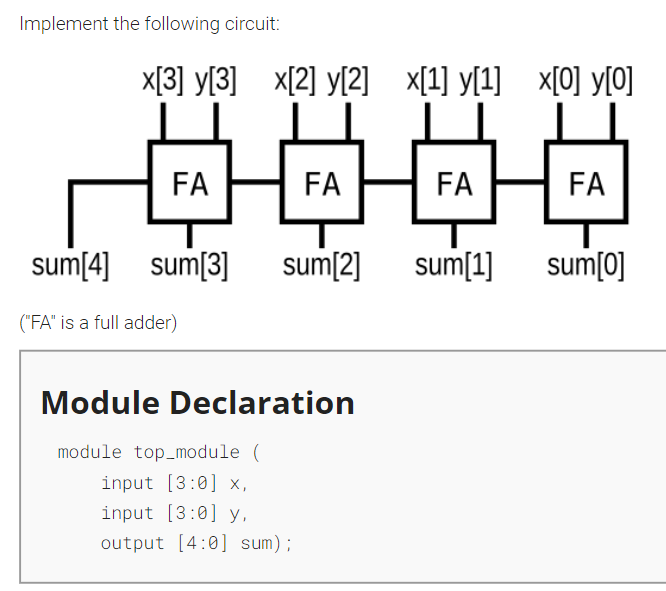 Implement the following circuit:
x[3] y[3] x[2] y[2] x[1] y[1] x[0] y[0]
FA FA FA FA
sum[4] sum[3] sum[2] sum[1] sum[0]
("FA" is a full adder)
Module Declaration
module top_module (
    input [3:0] x,
    input [3:0] y,
    output [4:0] sum);